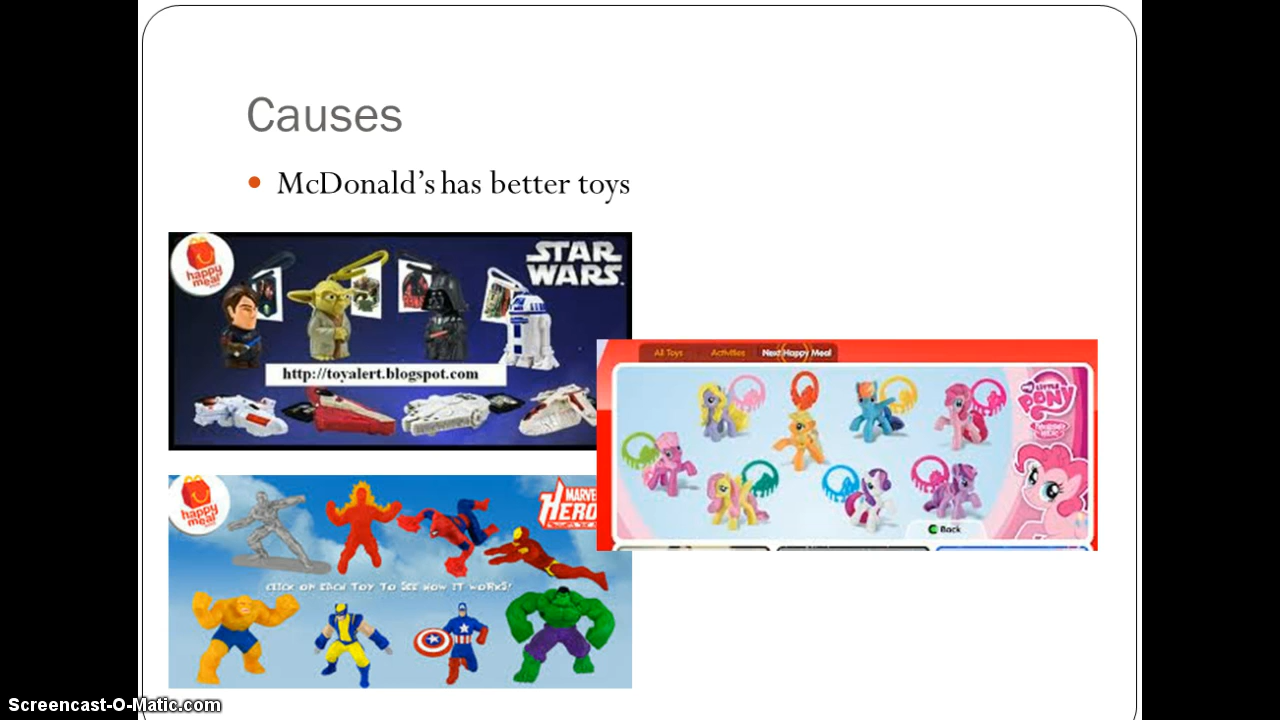 Causes
McDonald's has better toys
happy
meal
STAR
WARS
http://toyalert.blogspot.com
All Toys Activities Next Happy Meal
MY LITTLE
PONY
Back
happy
meal
MARVEL
HERO
CLICK ON EACH TOY TO SEE HOW IT WORKS!
Screencast-O-Matic.com